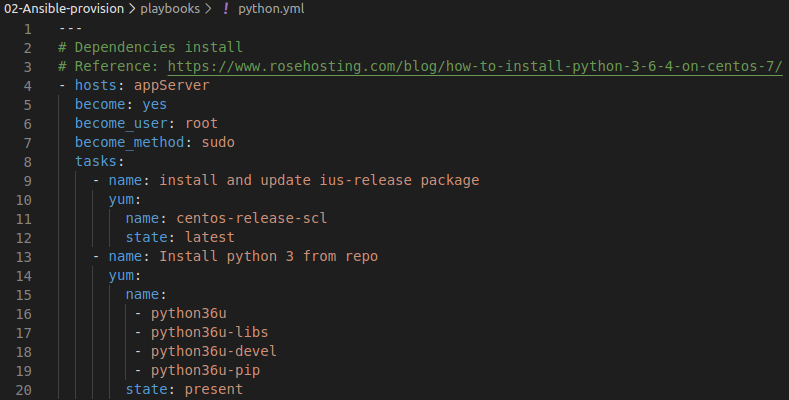 02-Ansible-provision > playbooks > ! python.yml
1 ---
2 # Dependencies install
3 # Reference: https://www.rosehosting.com/blog/how-to-install-python-3-6-4-on-centos-7/
4 - hosts: appServer
5 become: yes
6 become_user: root
7 become_method: sudo
8 tasks:
9 - name: install and update ius-release package
10 yum:
11 name: centos-release-scl
12 state: latest
13 - name: Install python 3 from repo
14 yum:
15 name:
16 - python36u
17 - python36u-libs
18 - python36u-devel
19 - python36u-pip
20 state: present